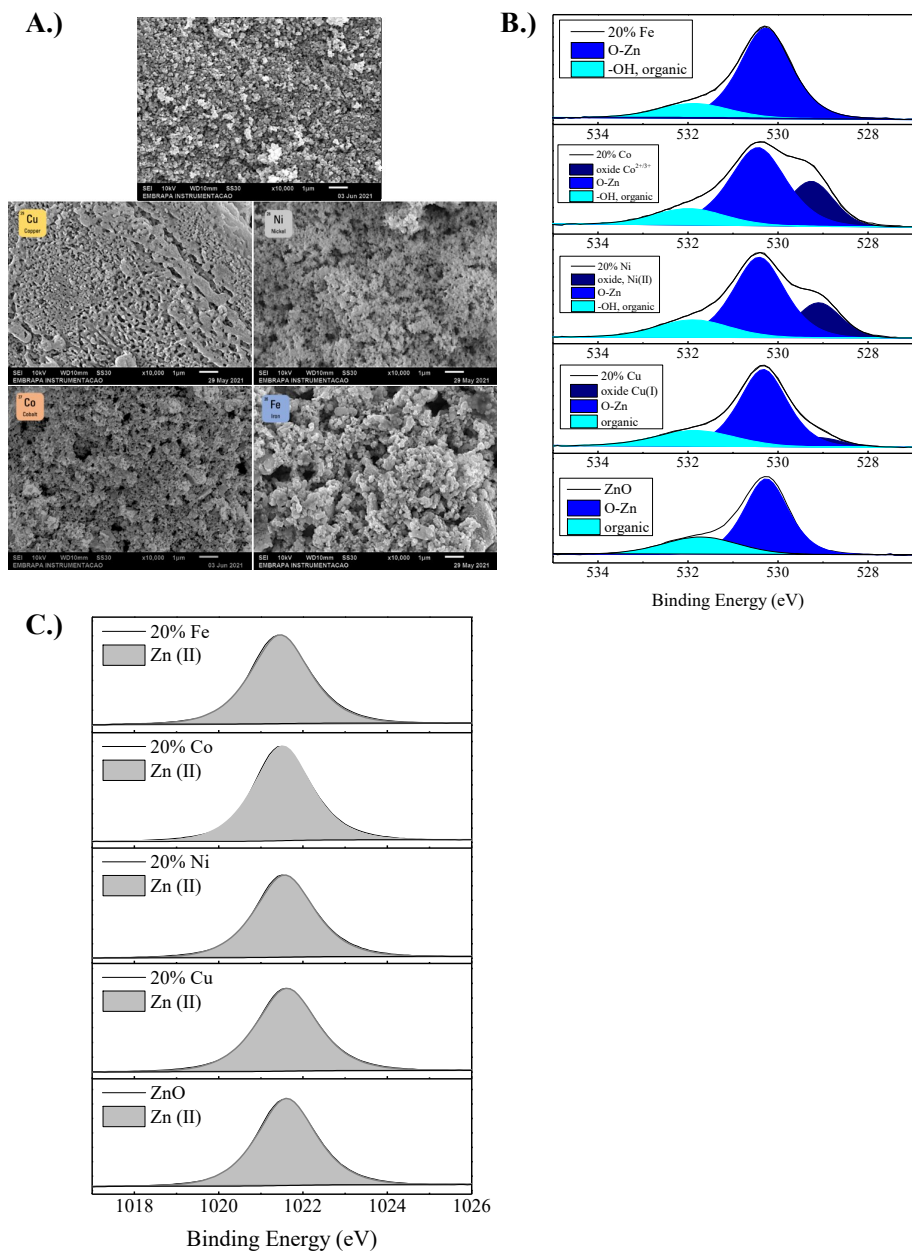 A.)
SEI 10kV WD10mm SS30 x10,000 1μm
EMBRAPA INSTRUMENTACAO 03 Jun 2021
Cu
Copper
SEI 10kV WD10mm SS30 x10,000 1μm
EMBRAPA INSTRUMENTACAO 29 May 2021
Ni
Nickel
SEI 10kV WD10mm SS30 x10,000 1μm
EMBRAPA INSTRUMENTACAO 29 May 2021
Co
Cobalt
SEI 10kV WD10mm SS30 x10,000 1μm
EMBRAPA INSTRUMENTACAO 03 Jun 2021
Fe
Iron
SEI 10kV WD10mm SS30 x10,000 1μm
EMBRAPA INSTRUMENTACAO 29 May 2021
B.)
20% Fe
O-Zn
-OH, organic
534 532 530 528
20% Co
oxide Co2+/3+
O-Zn
-OH, organic
534 532 530 528
20% Ni
oxide, Ni(II)
O-Zn
-OH, organic
534 532 530 528
20% Cu
oxide Cu(I)
O-Zn
organic
534 532 530 528
ZnO
O-Zn
organic
534 532 530 528
Binding Energy (eV)
C.)
20% Fe
Zn (II)
20% Co
Zn (II)
20% Ni
Zn (II)
20% Cu
Zn (II)
ZnO
Zn (II)
1018 1020 1022 1024 1026
Binding Energy (eV)